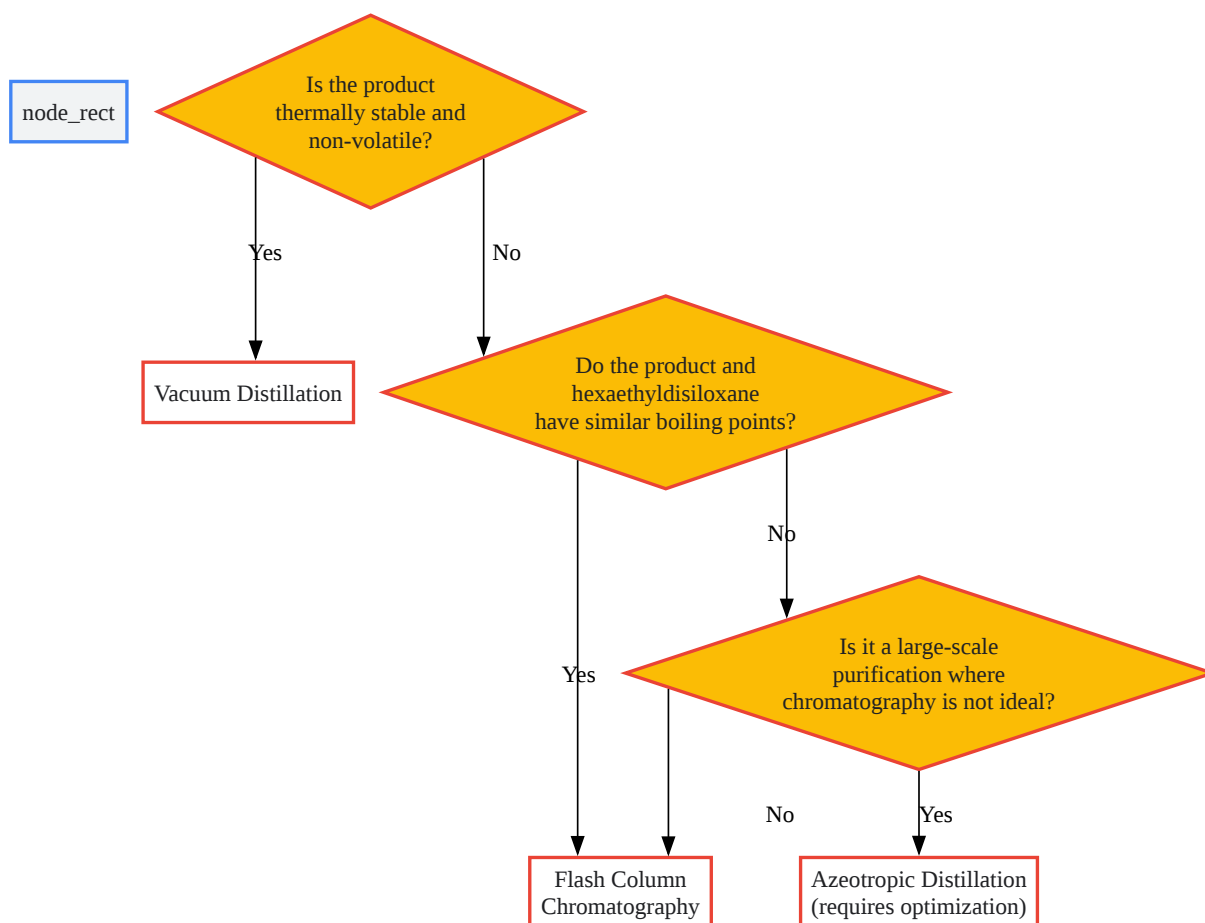 Is the product
thermally stable and
non-volatile?
node_rect
Yes
No
Do the product and
hexaethyldisiloxane
have similar boiling points?
Vacuum Distillation
No
Is it a large-scale
purification where
chromatography is not ideal?
Yes
No
Yes
Flash Column
Chromatography
Azeotropic Distillation
(requires optimization)